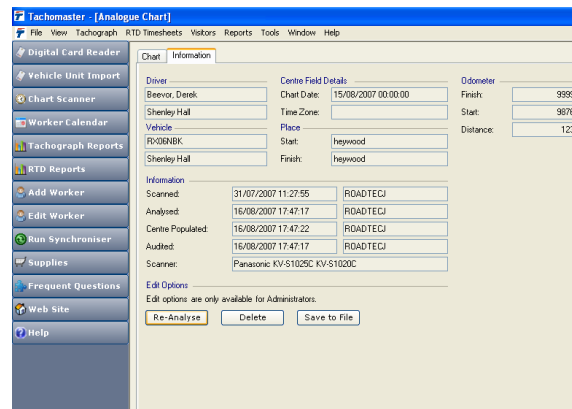 Tachomaster - [Analogue Chart]
File View Tachograph RTD Timesheets Visitors Reports Tools Window Help
Digital Card Reader
Vehicle Unit Import
Chart Scanner
Worker Calendar
Tachograph Reports
RTD Reports
Add Worker
Edit Worker
Run Synchroniser
Supplies
Frequent Questions
Web Site
Help
Chart Information
Driver Centre Field Details Odometer
Beevor, Derek Chart Date: 15/08/2007 00:00:00 Finish: 9999
Shenley Hall Time Zone: Start: 9876
Vehicle Place Distance: 123
RX06NBK Start: heywood
Shenley Hall Finish: heywood
Information
Scanned: 31/07/2007 11:27:55 ROADTECJ
Analysed: 16/08/2007 17:47:17 ROADTECJ
Centre Populated: 16/08/2007 17:47:22 ROADTECJ
Audited: 16/08/2007 17:47:17 ROADTECJ
Scanner: Panasonic KV-S1025C KV-S1020C
Edit Options
Edit options are only available for Administrators.
Re-Analyse Delete Save to File